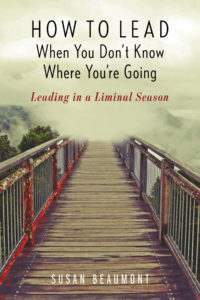 HOW TO LEAD
When You Don't Know
Where You're Going
Leading in a Liminal Season
SUSAN BEAUMONT